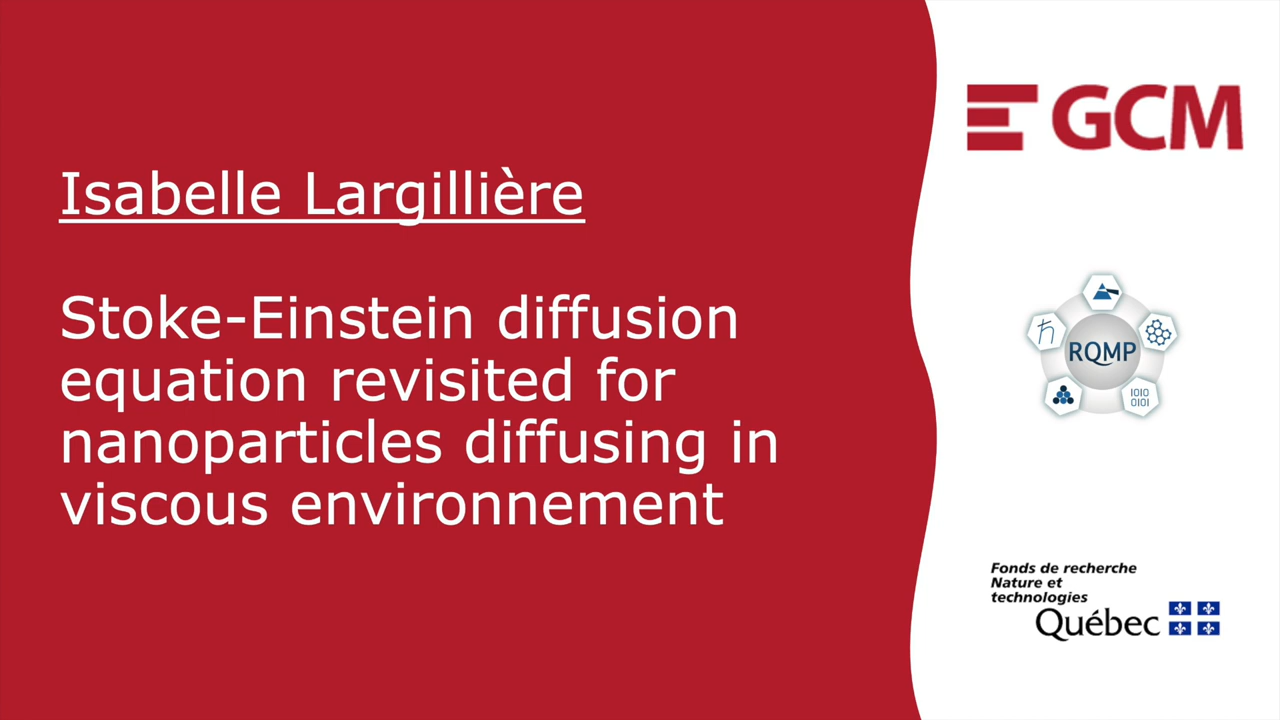 Isabelle Largillière
Stoke-Einstein diffusion
equation revisited for
nanoparticles diffusing in
viscous environnement
GCM
ħ
RQMP
1010
0101
Fonds de recherche
Nature et
technologies
Québec